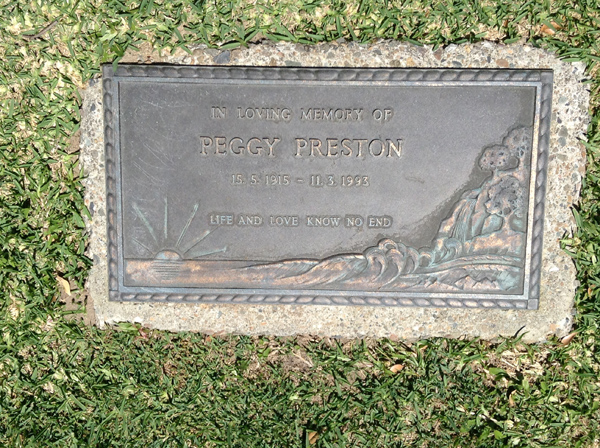 IN LOVING MEMORY OF
PEGGY PRESTON
15.5.1915 - 11.3.1993
LIFE AND LOVE KNOW NO END